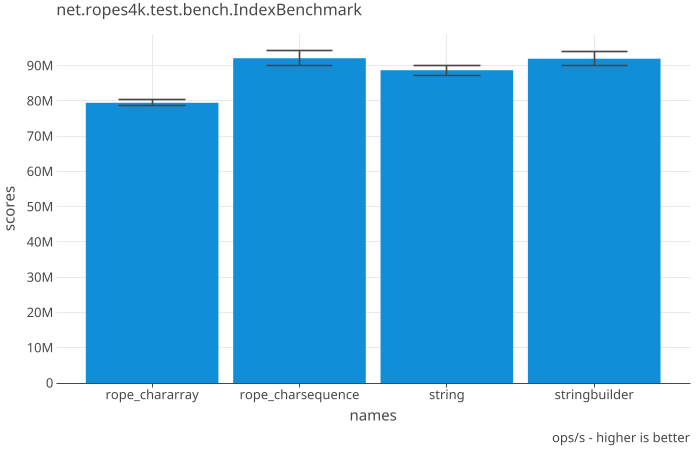 net.ropes4k.test.bench.IndexBenchmark
90M
80M
70M
60M
50M
40M
30M
20M
10M
0
scores
rope_chararray
rope_charsequence
string
stringbuilder
names
ops/s - higher is better